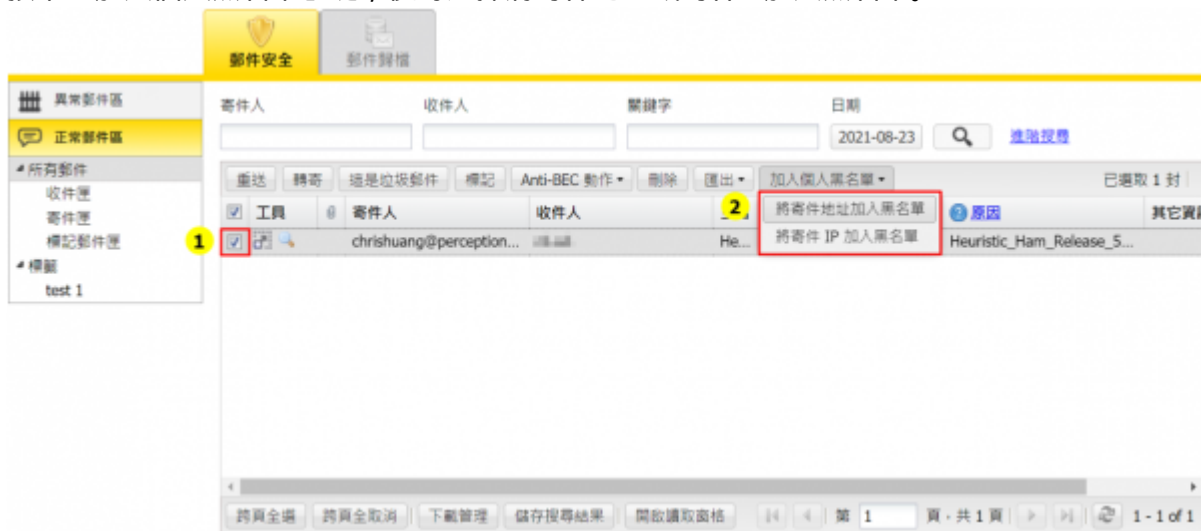 郵件安全
郵件歸檔
異常郵件區
正常郵件區
所有郵件
收件匣
寄件匣
標記郵件匣
標籤
test 1
寄件人 收件人 關鍵字 日期
2021-08-23 進階搜尋
重送 轉寄 這是垃圾郵件 標記 Anti-BEC 動作 刪除 匯出 加入個人黑名單 已選取 1 封
工具 寄件人 收件人 2 將寄件地址加入黑名單 原因 其它資訊
1 chrishuang@perception... He... 將寄件 IP 加入黑名單 Heuristic_Ham_Release_5...
跨頁全選 跨頁全取消 下載管理 儲存搜尋結果 開啟讀取窗格 第 1 頁，共 1 頁 1 - 1 of 1